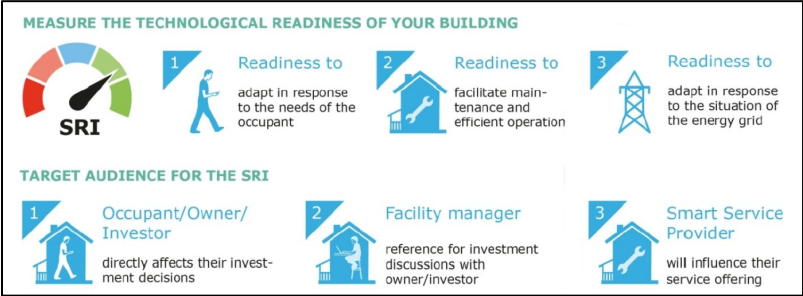 MEASURE THE TECHNOLOGICAL READINESS OF YOUR BUILDING
SRI
1
Readiness to
adapt in response
to the needs of the
occupant
2
Readiness to
facilitate main-
tenance and
efficient operation
3
Readiness to
adapt in response
to the situation of
the energy grid
TARGET AUDIENCE FOR THE SRI
1
Occupant/Owner/
Investor
directly affects their invest-
ment decisions
2
Facility manager
reference for investment
discussions with
owner/investor
3
Smart Service
Provider
will influence their
service offering